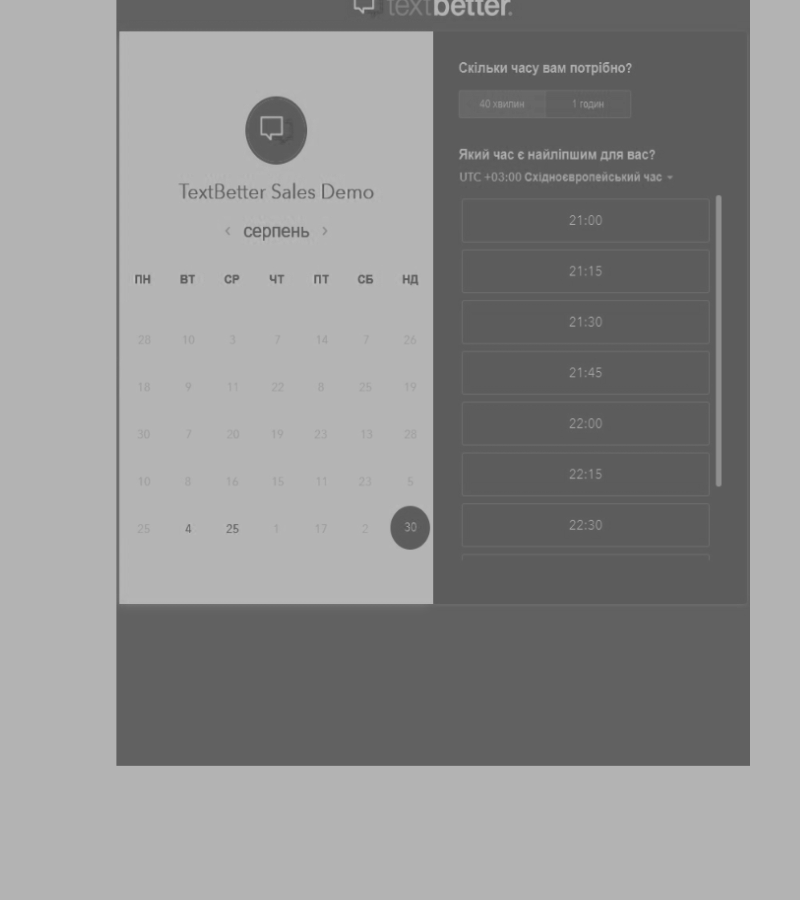 textbetter.
TextBetter Sales Demo
‹ серпень ›
ПН ВТ СР ЧТ ПТ СБ НД
28 10 3 7 14 7 26
18 9 11 22 8 25 19
30 7 20 19 23 13 28
10 8 16 15 11 23 5
25 4 25 1 17 2 30
Скільки часу вам потрібно?
40 хвилин 1 годин
Який час є найліпшим для вас?
UTC +03:00 Східноєвропейський час
21:00
21:15
21:30
21:45
22:00
22:15
22:30